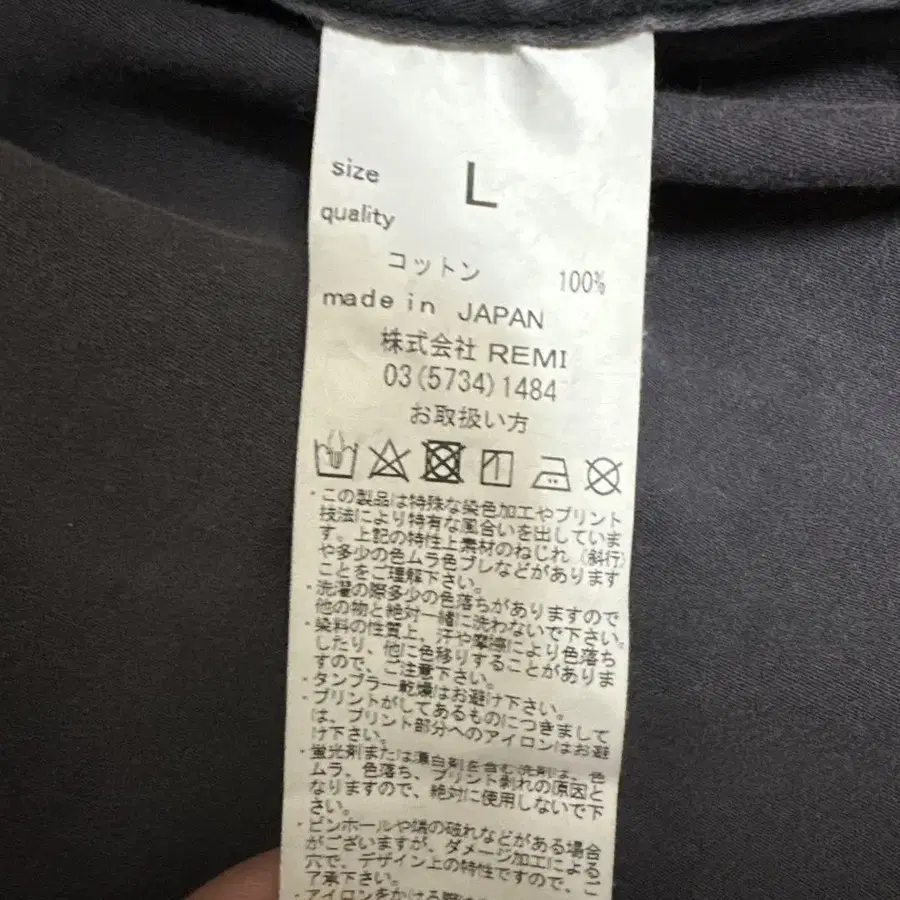 size L
quality
コットン 100%
made in JAPAN
株式会社 REMI
03(5734)1484
お取扱い方
・この製品は特殊な染色加工やプリント
技法により特有な風合いを出していま
す。上記の特性上素材のねじれ（斜行）
や多少の色ムラ色ブレなどがあります
ことをご理解下さい。
・洗濯の際多少の色落ちがありますので
他の物と絶対一緒に洗わないで下さい。
・染料の性質上、汗や摩擦により色落ち
したり、他に色移りすることがありま
すので、ご注意下さい。
・タンブラー乾燥はお避け下さい。
・プリントがしてあるものにつきまして
は、プリント部分へのアイロンはお避
け下さい。
・蛍光剤または漂白剤を含む洗剤は、色
ムラ、色落ち、プリント剥れの原因と
なりますので、絶対に使用しないで下
さい。
・ピンホールや端の破れなどがある場合
がございますが、ダメージ加工によ
穴で、デザイン上の特性ですので、ご
了承下さい。
・アイロンをかける際は